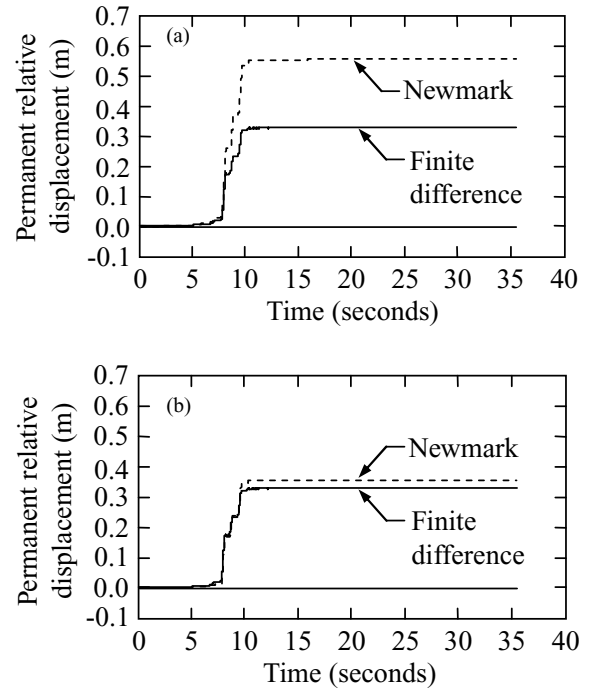 (a)
Permanent relative
displacement (m)
0.7
0.6
0.5
0.4
0.3
0.2
0.1
0.0
-0.1
Newmark
Finite
difference
0 5 10 15 20 25 30 35 40
Time (seconds)
(b)
Permanent relative
displacement (m)
0.7
0.6
0.5
0.4
0.3
0.2
0.1
0.0
-0.1
Newmark
Finite
difference
0 5 10 15 20 25 30 35 40
Time (seconds)